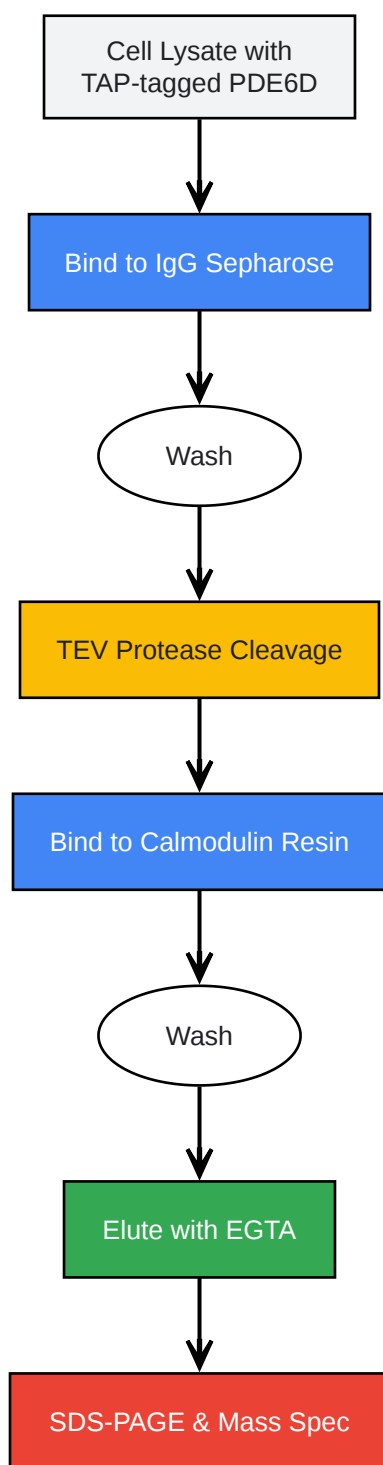 Cell Lysate with
TAP-tagged PDE6D
Bind to IgG Sepharose
Wash
TEV Protease Cleavage
Bind to Calmodulin Resin
Wash
Elute with EGTA
SDS-PAGE & Mass Spec